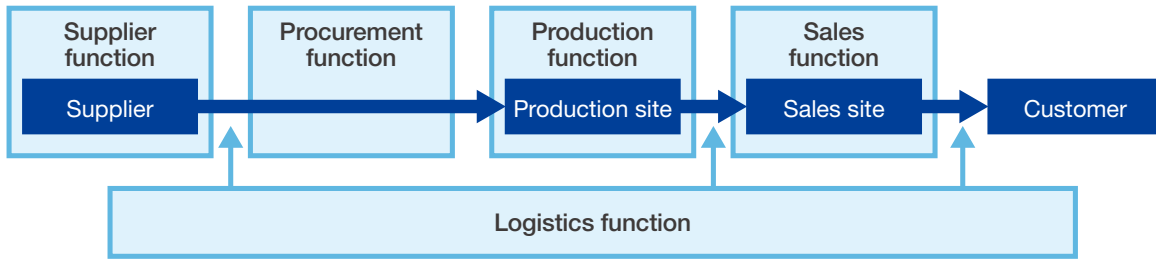 Supplier
function
Procurement
function
Production
function
Sales
function
Supplier
Production site
Sales site
Customer
Logistics function